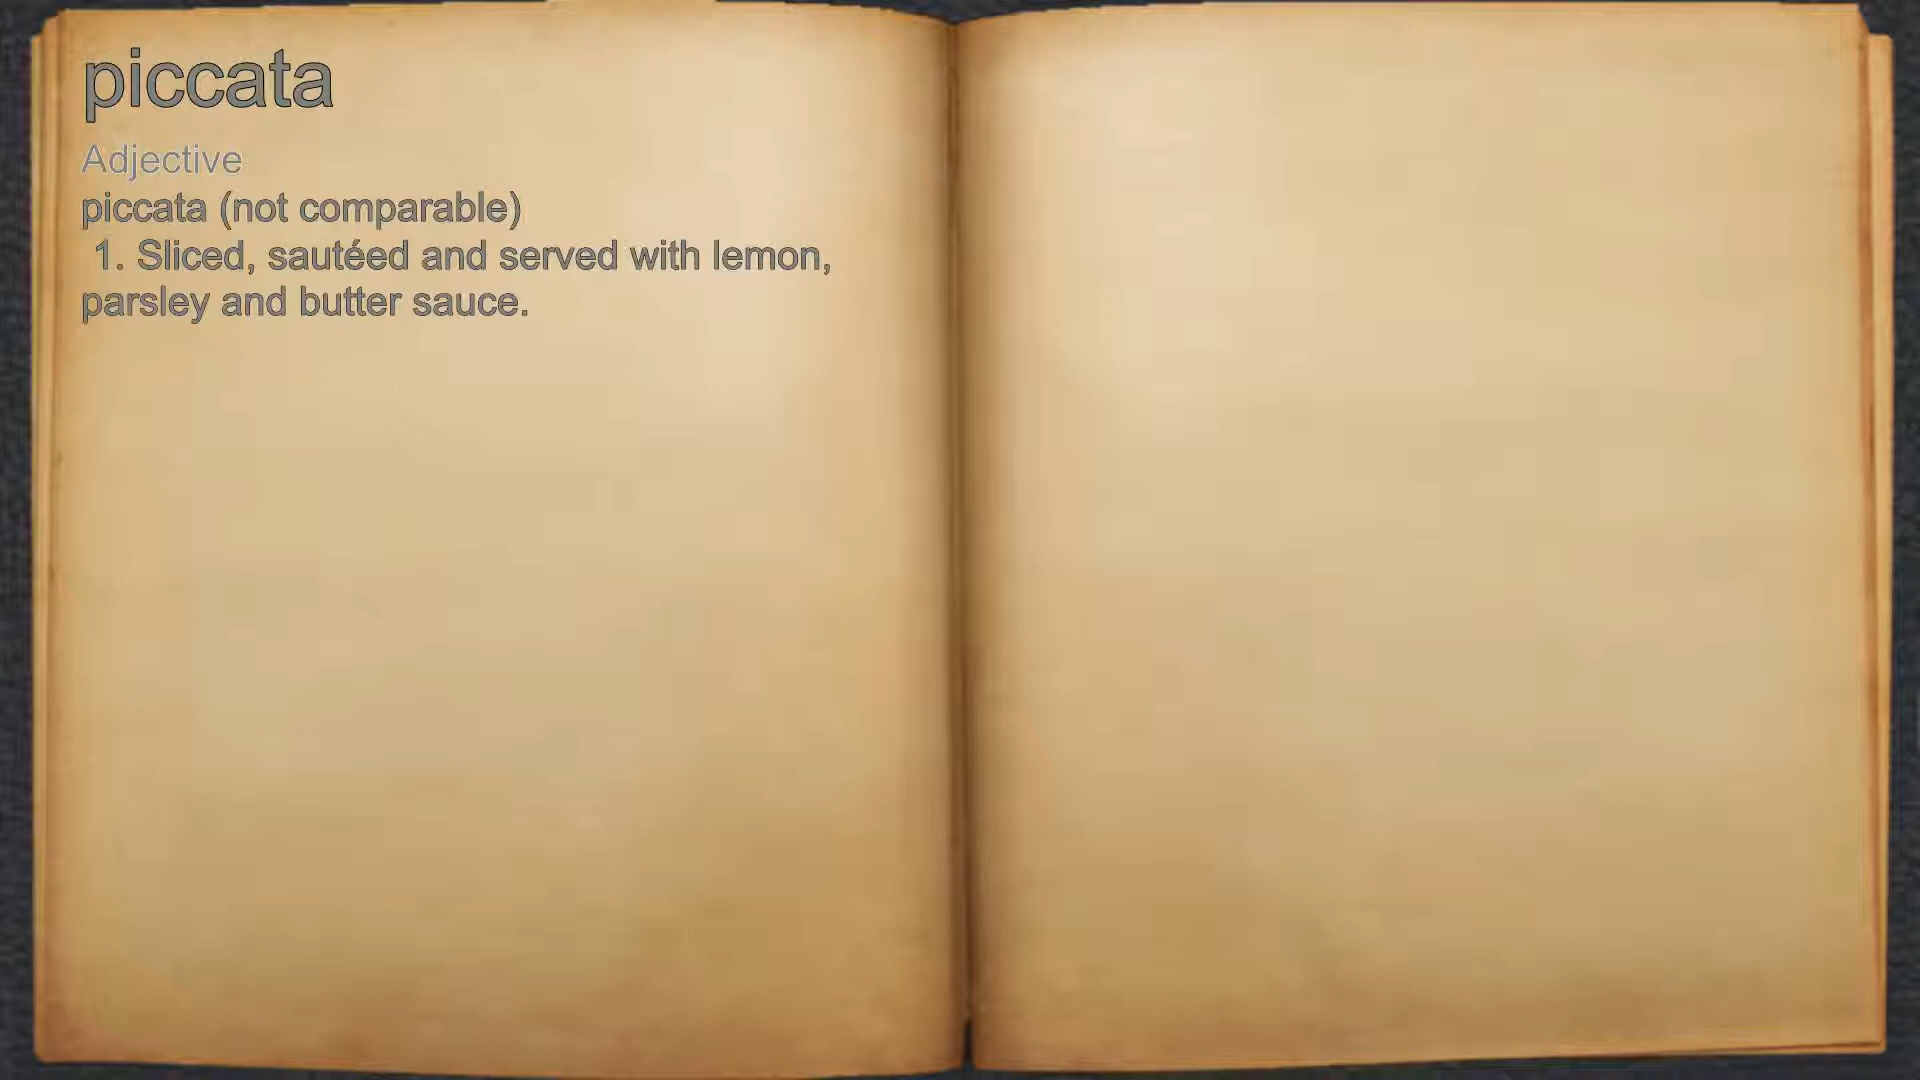 piccata
Adjective
piccata (not comparable)
1. Sliced, sautéed and served with lemon,
parsley and butter sauce.